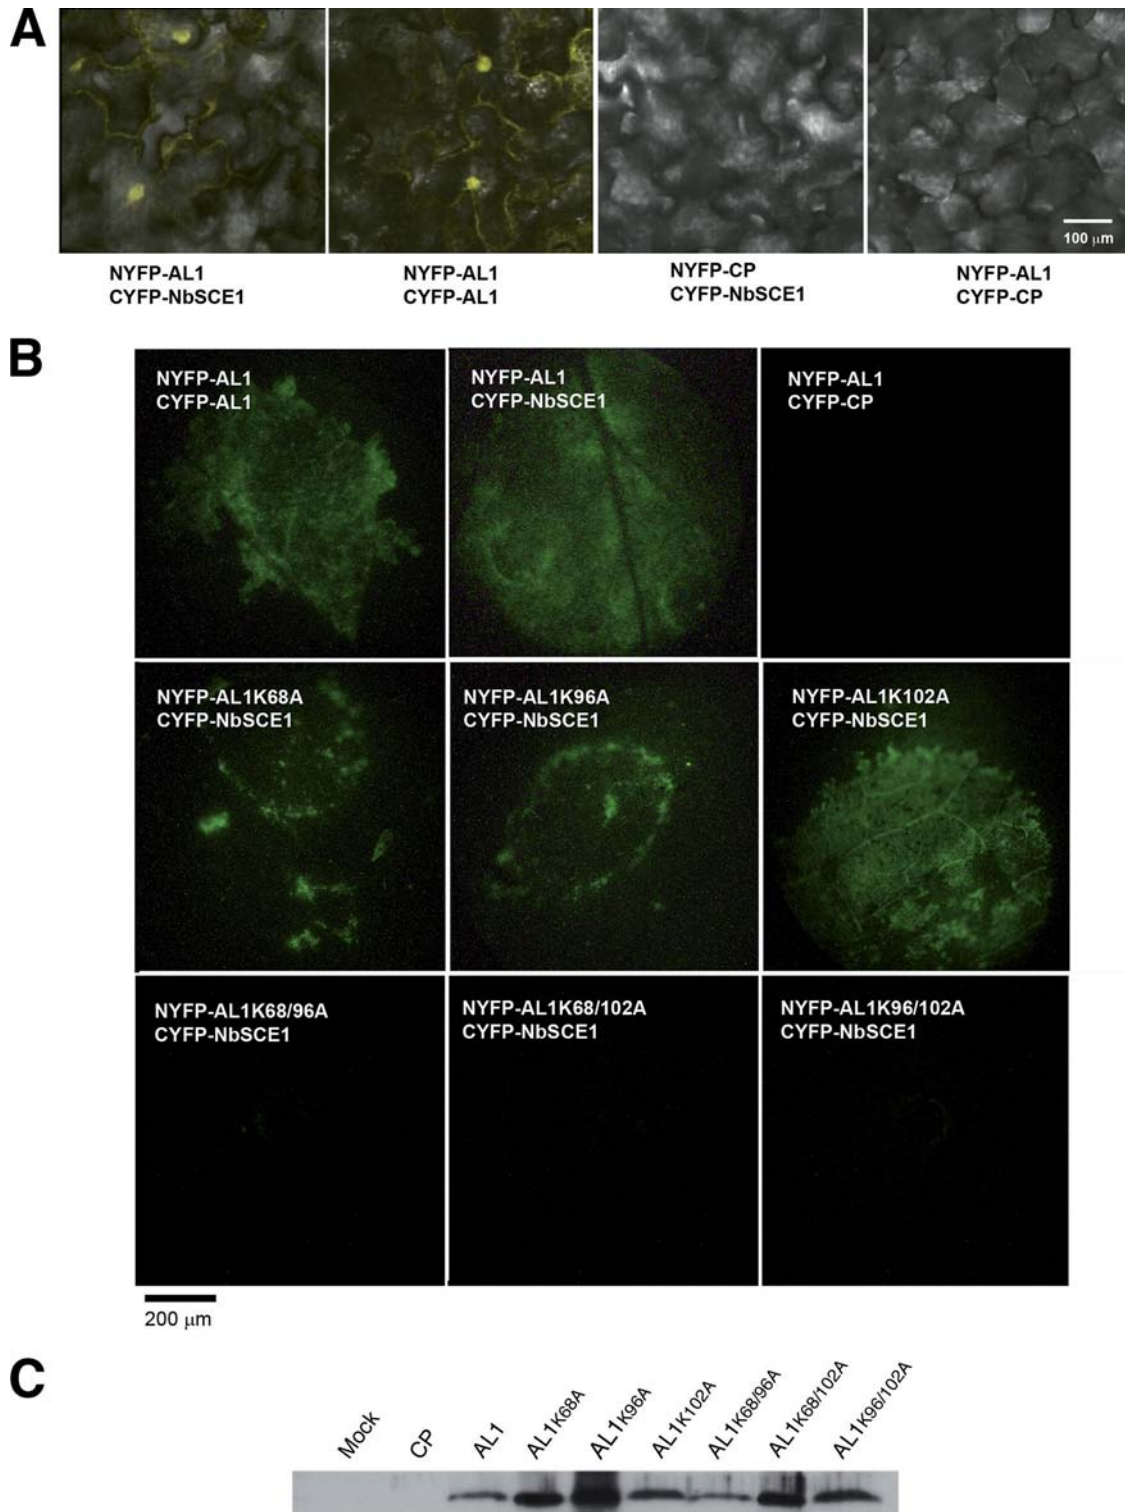 A
NYFP-AL1
CYFP-NbSCE1
NYFP-AL1
CYFP-AL1
NYFP-CP
CYFP-NbSCE1
100 μm
NYFP-AL1
CYFP-CP
B
NYFP-AL1
CYFP-AL1
NYFP-AL1
CYFP-NbSCE1
NYFP-AL1
CYFP-CP
NYFP-AL1K68A
CYFP-NbSCE1
NYFP-AL1K96A
CYFP-NbSCE1
NYFP-AL1K102A
CYFP-NbSCE1
NYFP-AL1K68/96A
CYFP-NbSCE1
NYFP-AL1K68/102A
CYFP-NbSCE1
NYFP-AL1K96/102A
CYFP-NbSCE1
200 μm
C
Mock
CP
AL1
AL1K68A
AL1K96A
AL1K102A
AL1K68/96A
AL1K68/102A
AL1K96/102A